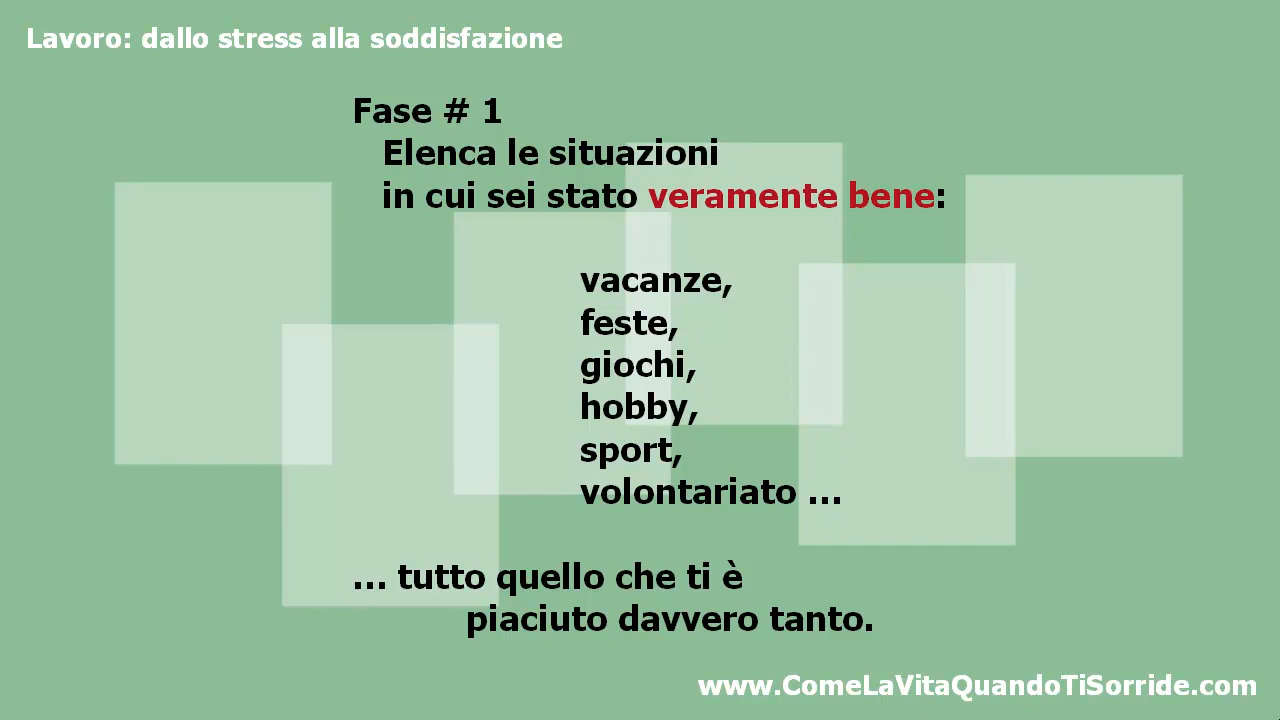 Lavoro: dallo stress alla soddisfazione
Fase # 1
Elenca le situazioni
in cui sei stato veramente bene:
vacanze,
feste,
giochi,
hobby,
sport,
volontariato ...
... tutto quello che ti è
piaciuto davvero tanto.
www.ComeLaVitaQuandoTiSorride.com